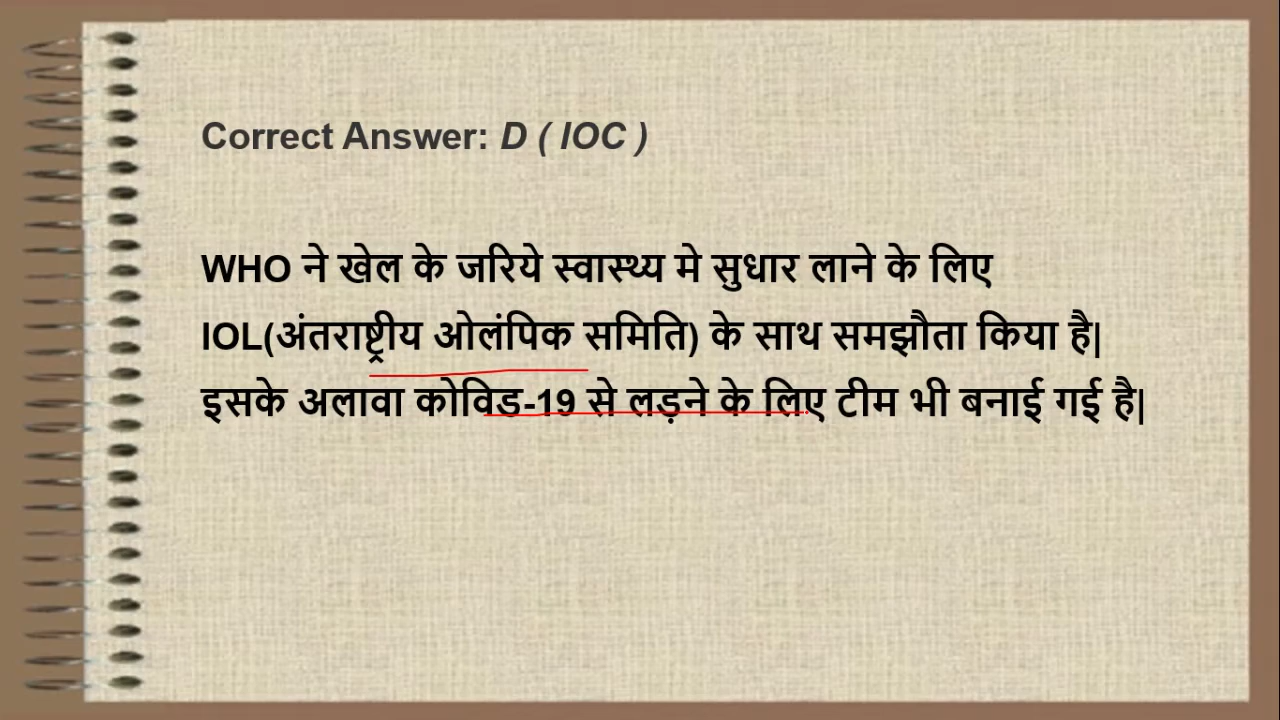 Correct Answer: D ( IOC )
WHO ने खेल के जरिये स्वास्थ्य मे सुधार लाने के लिए
IOL(अंतराष्ट्रीय ओलंपिक समिति) के साथ समझौता किया है|
इसके अलावा कोविड-19 से लड़ने के लिए टीम भी बनाई गई है|